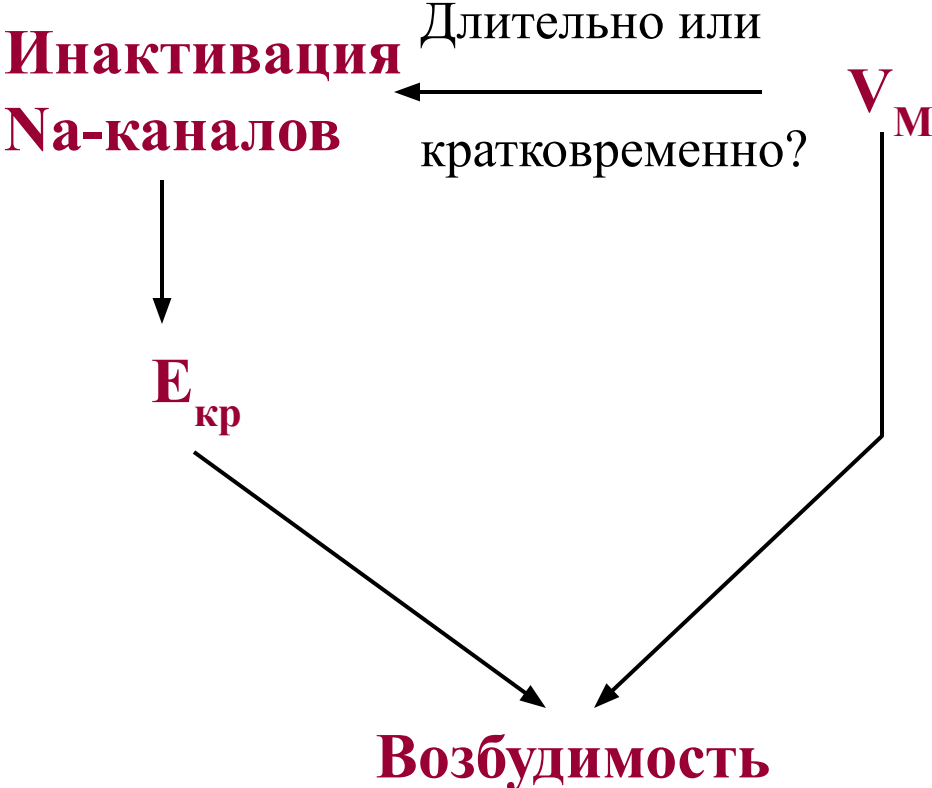 Длительно или
Инактивация
Na-каналов
кратковременно?
Vм
Eкр
Возбудимость